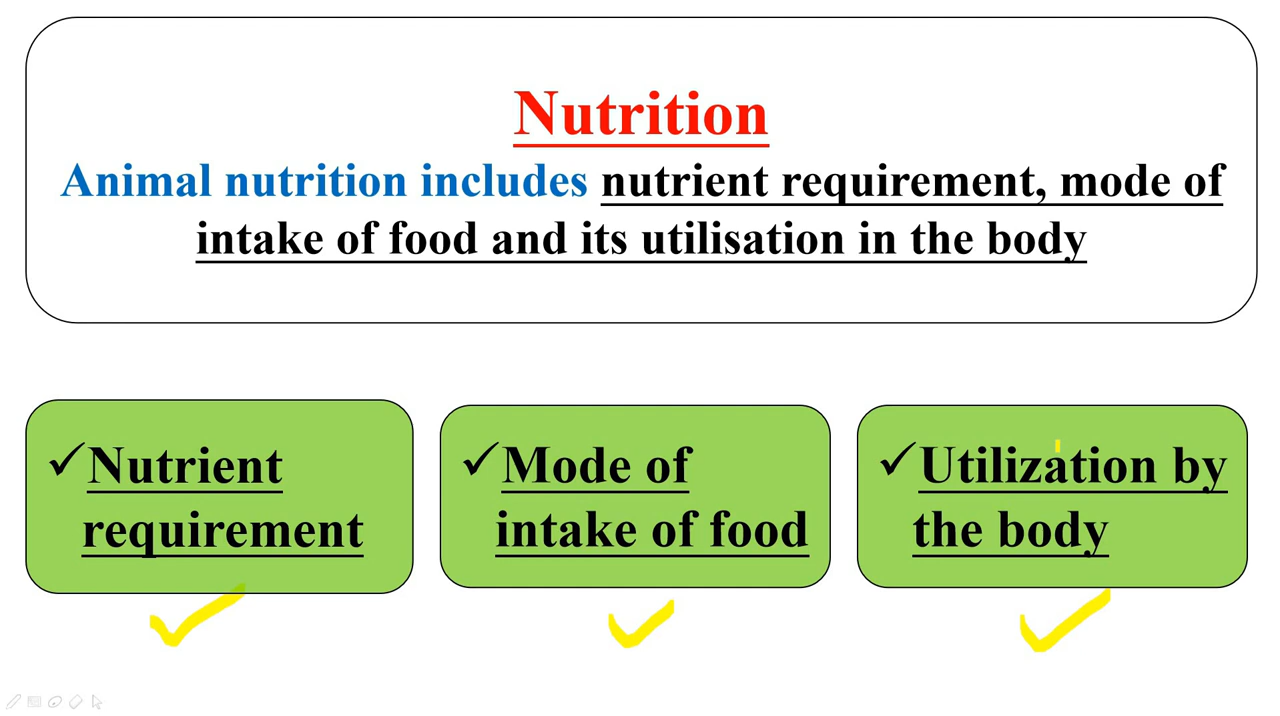 Nutrition
Animal nutrition includes nutrient requirement, mode of
intake of food and its utilisation in the body
✓Nutrient
requirement
✓Mode of
intake of food
✓Utilization by
the body